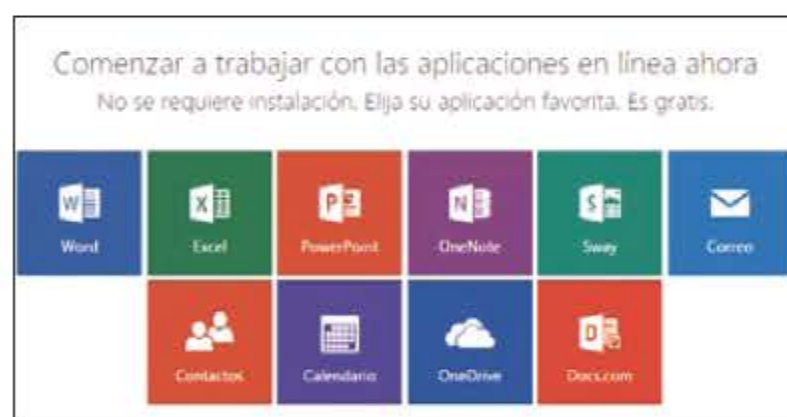 Comenzar a trabajar con las aplicaciones en línea ahora
No se requiere instalación. Elija su aplicación favorita. Es gratis.
W X P N S
Word Excel PowerPoint OneNote Sway Correo
D
Contactos Calendario OneDrive Docs.com